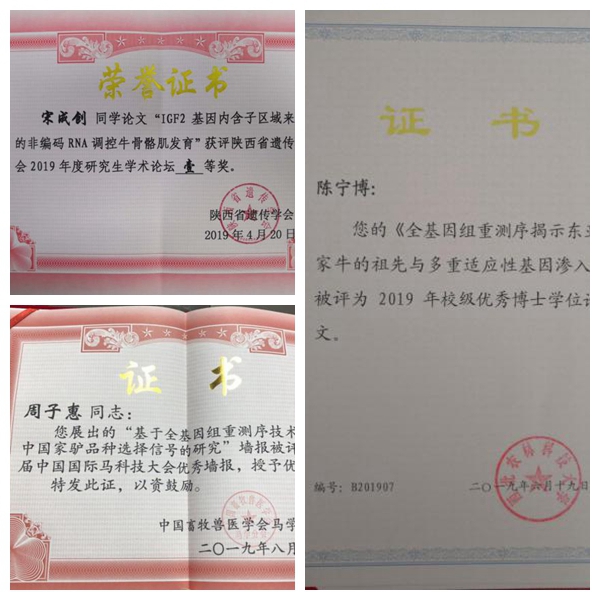 荣誉证书
宋成创 同学论文“IGF2 基因内含子区域来
的非编码 RNA 调控牛骨骼肌发育”获评陕西省遗传
会 2019 年度研究生学术论坛 壹 等奖。
陕西省遗传学会
2019 年 4 月 20 日
证 书
周子惠 同志：
您展出的“基于全基因组重测序技术
中国家驴品种选择信号的研究”墙报被评
届中国国际马科技大会优秀墙报，授予优
特发此证，以资鼓励。
中国畜牧兽医学会马学
二〇一九年八月
证 书
陈宁博：
您的《全基因组重测序揭示东
家牛的祖先与多重适应性基因渗入
被评为 2019 年校级优秀博士学位
文。
编号：B201907
二〇一九年六月十九日
西北农林科技大学